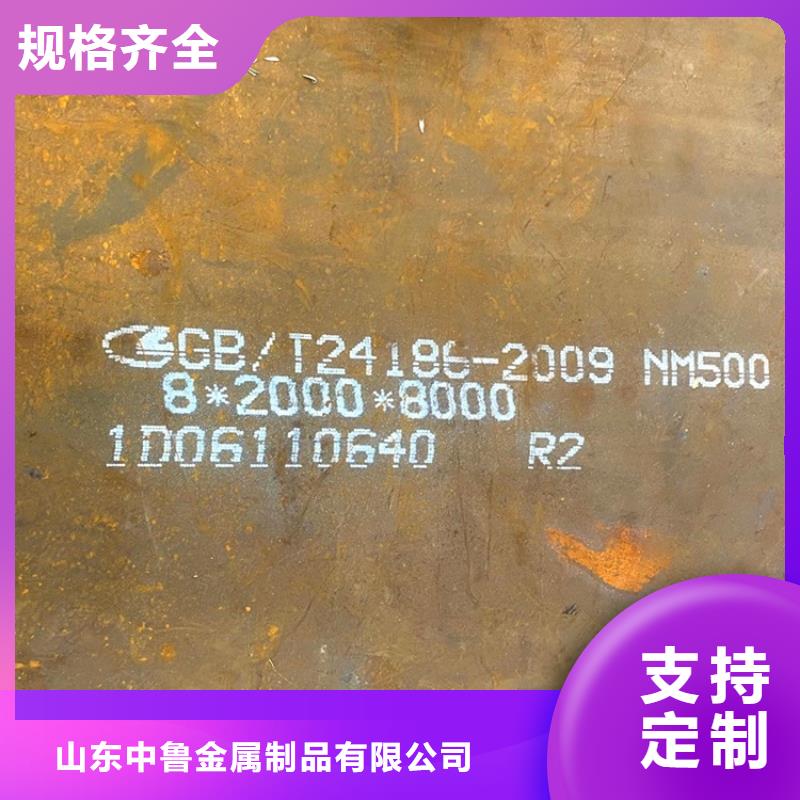 规格齐全
GB/T24186-2009 NM500
8*2000*8000
1D06110640 R2
支持
定制
山东中鲁金属制品有限公司